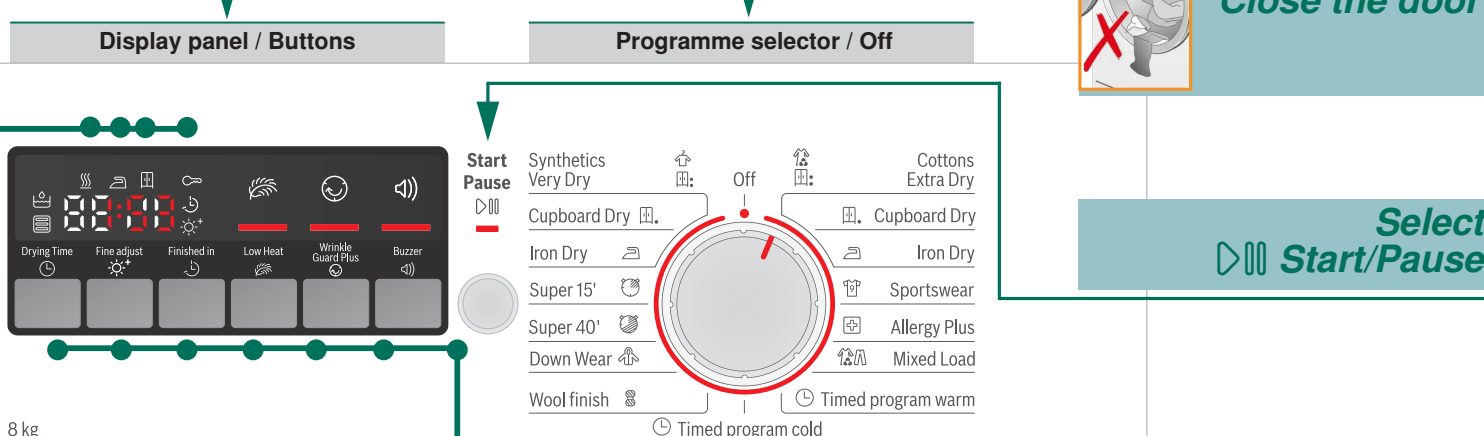 Display panel / Buttons
Programme selector / Off
Close the door
Start
Pause
Synthetics
Very Dry
Cupboard Dry
Iron Dry
Super 15'
Super 40'
Down Wear
Wool finish
Off
Cottons
Extra Dry
Cupboard Dry
Iron Dry
Sportswear
Allergy Plus
Mixed Load
Timed program warm
Timed program cold
88:88
Drying Time
Fine adjust
Finished in
Low Heat
Wrinkle
Guard Plus
Buzzer
Select
Start/Pause
8 kg